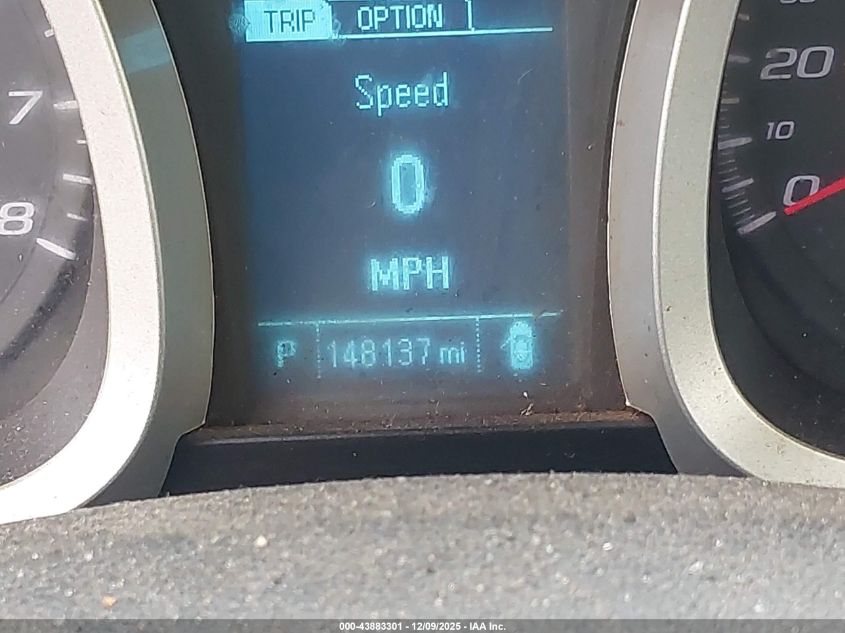 TRIP OPTION
Speed
0
MPH
P 148137 mi
7
8
20
10
0
000-43883301 - 12/09/2025 - IAA Inc.